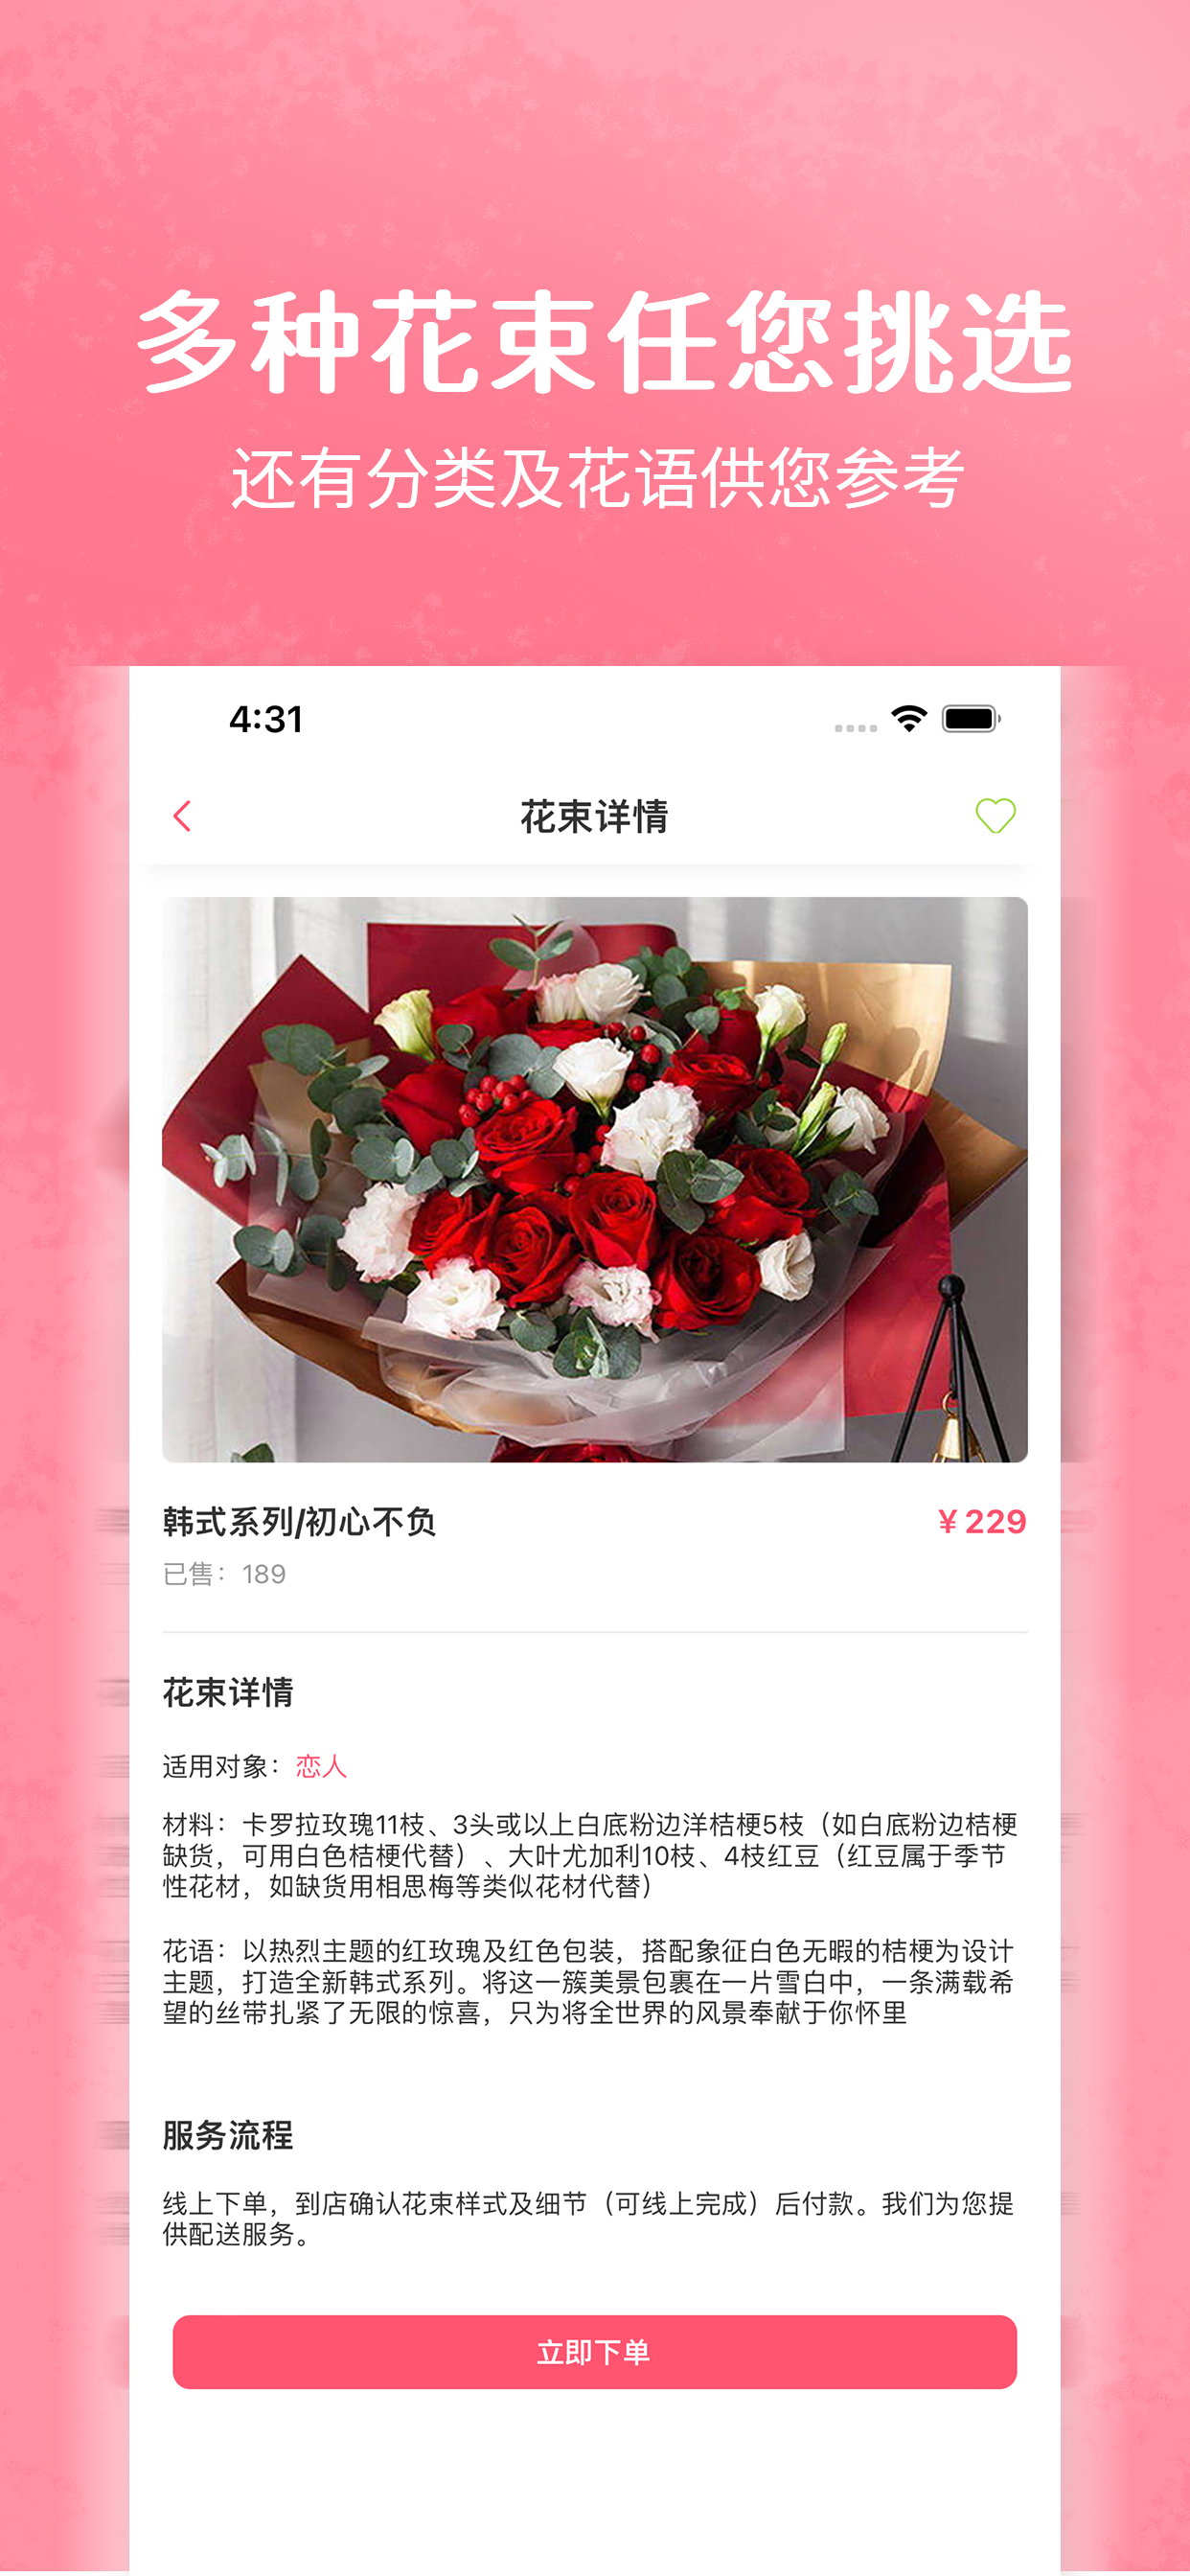 多种花束任您挑选
还有分类及花语供您参考
4:31
花束详情
韩式系列/初心不负
¥ 229
已售：189
花束详情
适用对象：恋人
材料：卡罗拉玫瑰11枝、3头或以上白底粉边洋桔梗5枝（如白底粉边桔梗
缺货，可用白色桔梗代替）、大叶尤加利10枝、4枝红豆（红豆属于季节
性花材，如缺货用相思梅等类似花材代替）
花语：以热烈主题的红玫瑰及红色包装，搭配象征白色无暇的桔梗为设计
主题，打造全新韩式系列。将这一簇美景包裹在一片雪白中，一条满载希
望的丝带扎紧了无限的惊喜，只为将全世界的风景奉献于你怀里
服务流程
线上下单，到店确认花束样式及细节（可线上完成）后付款。我们为您提
供配送服务。
立即下单